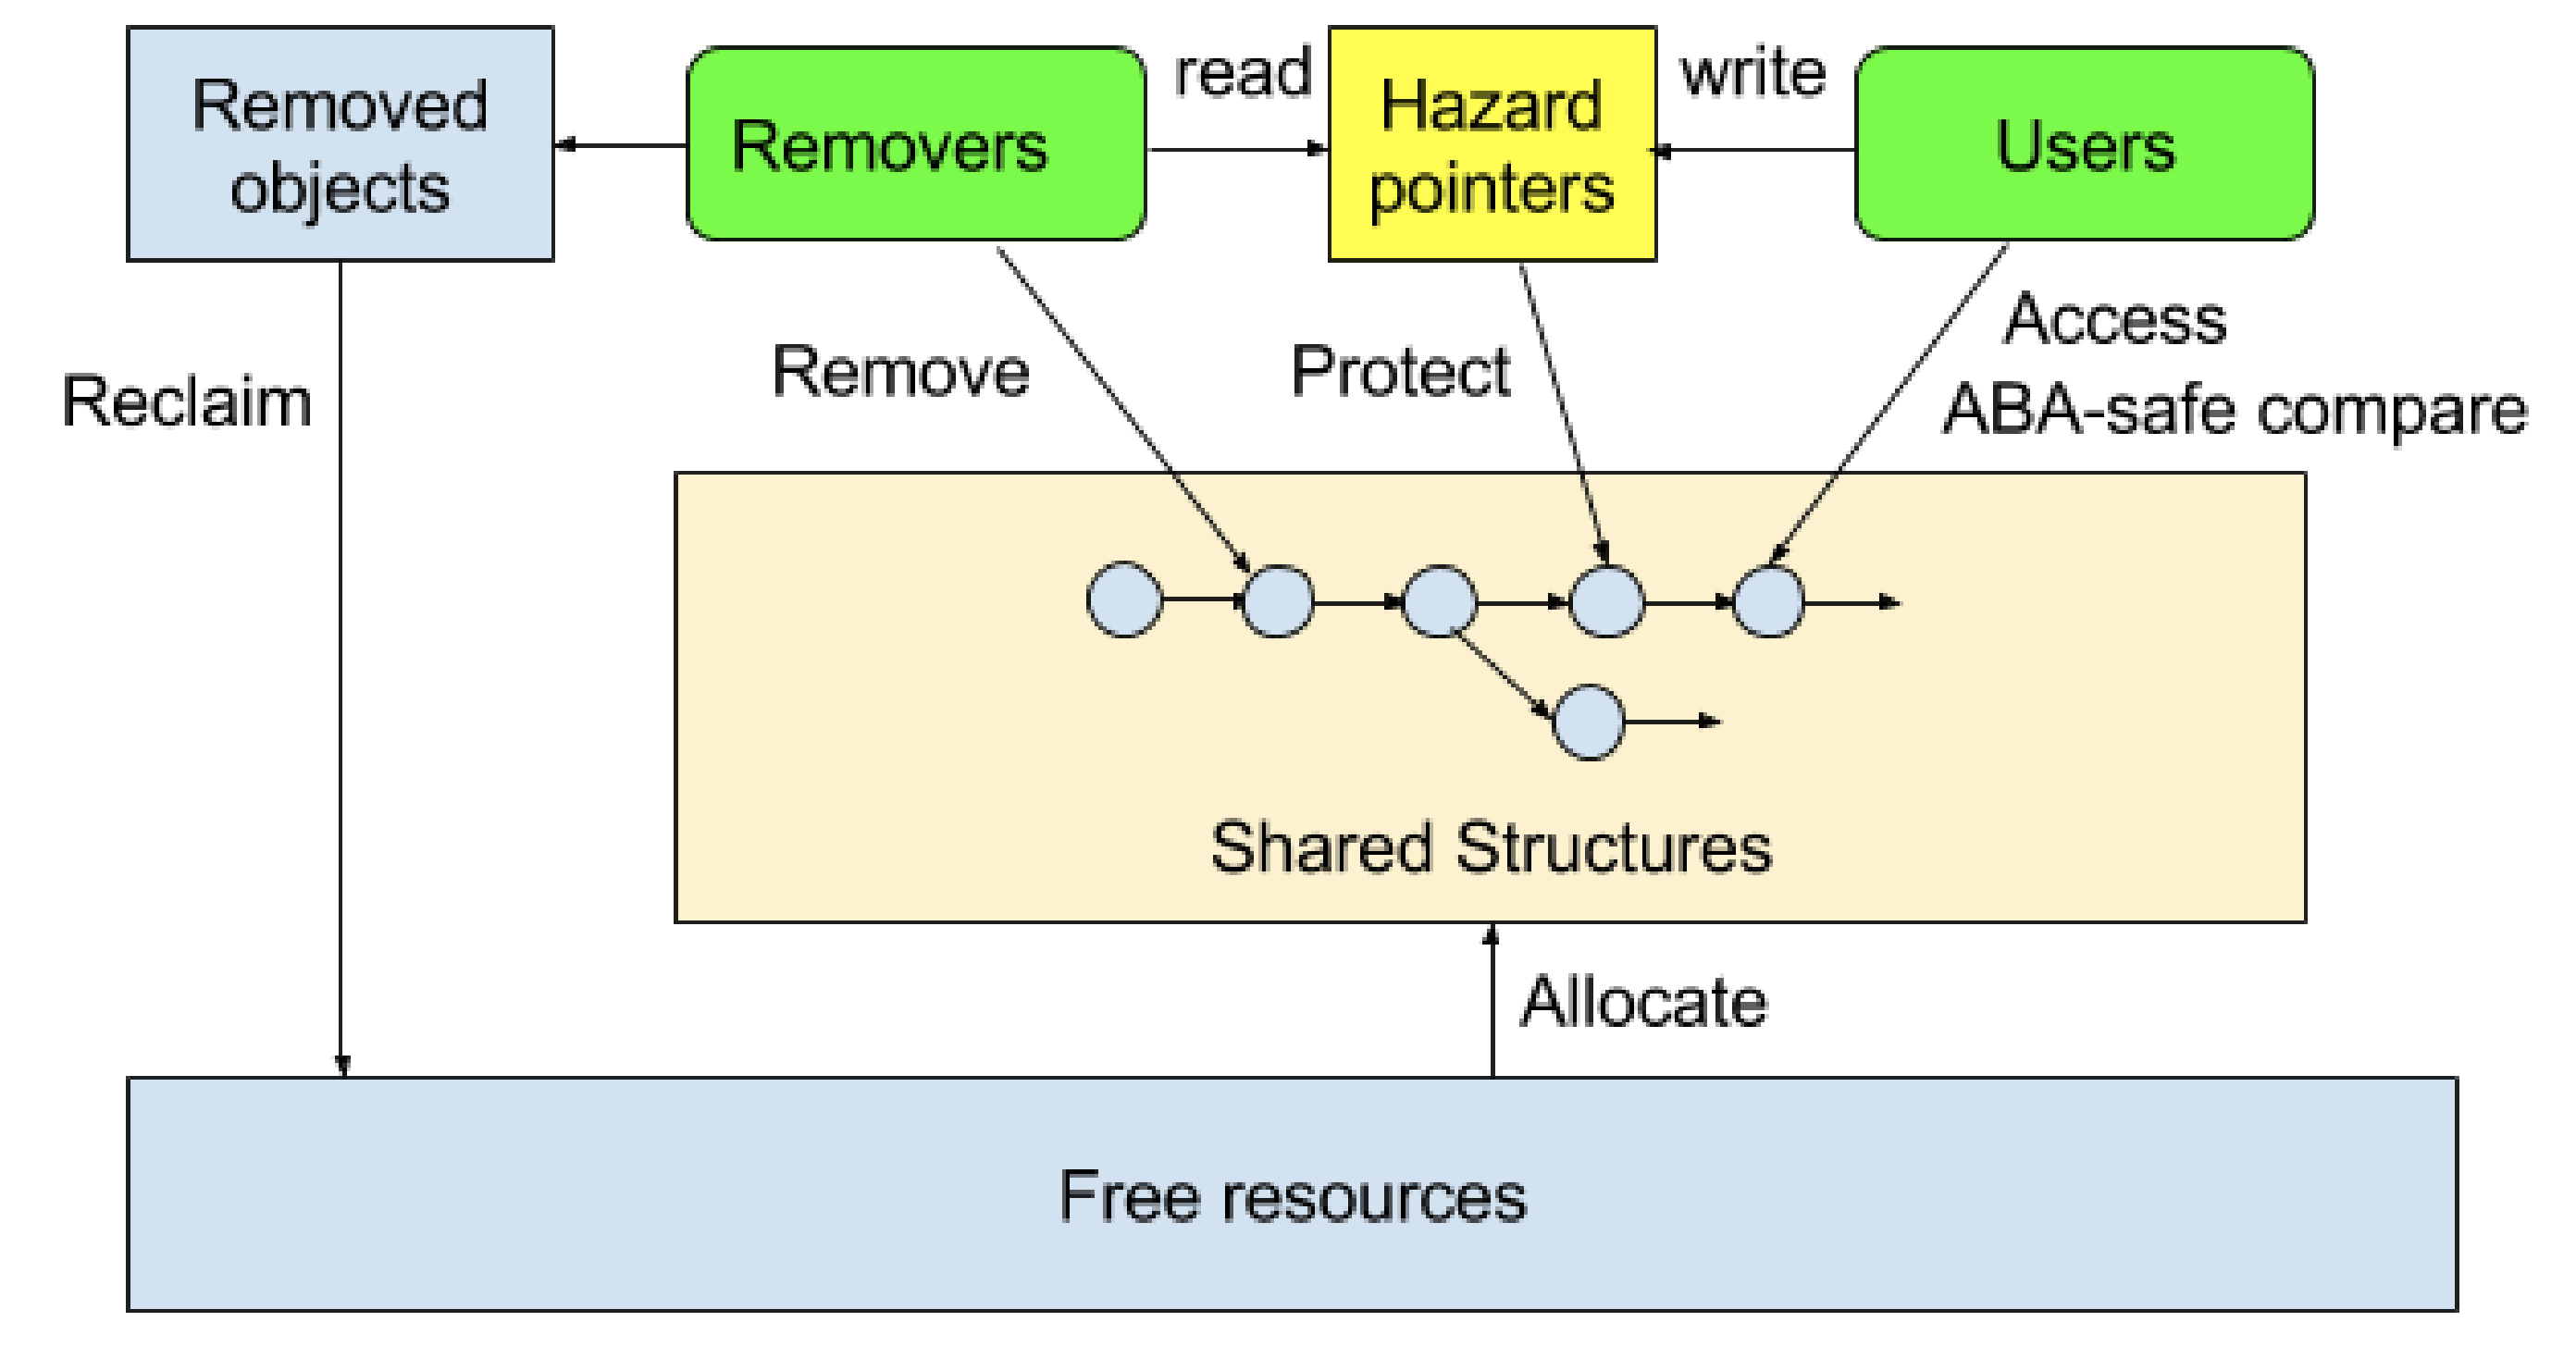 Removed
objects
Removers
read
Hazard
pointers
write
Users
Reclaim
Remove
Protect
Access
ABA-safe compare
Shared Structures
Allocate
Free resources